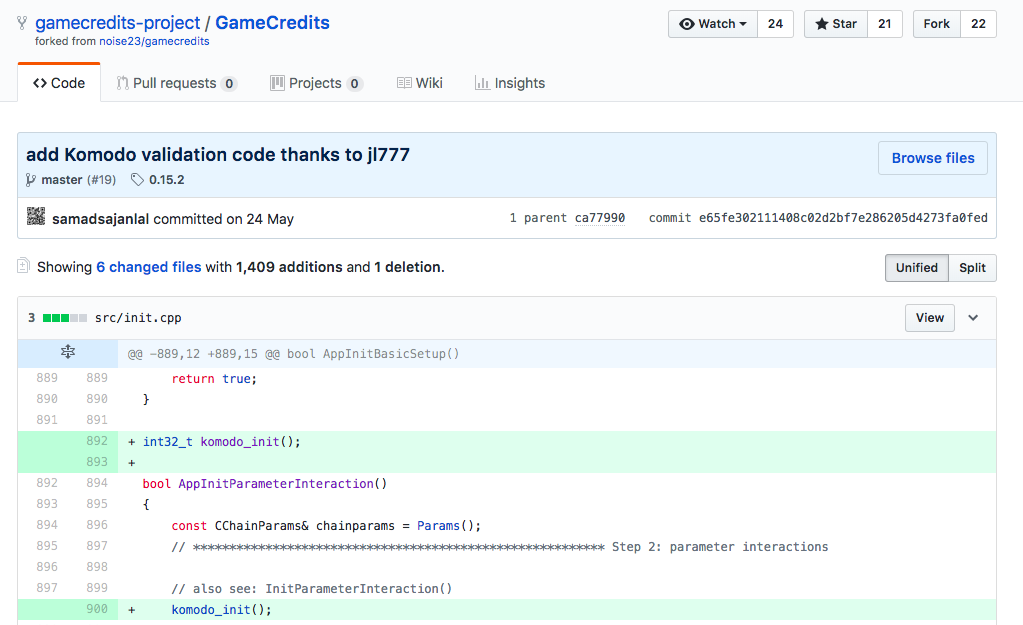 gamecredits-project / GameCredits
Watch 24 Star 21 Fork 22
forked from noise23/gamecredits
Code Pull requests 0 Projects 0 Wiki Insights
add Komodo validation code thanks to jl777
Browse files
master (#19) 0.15.2
samadsajanlal committed on 24 May 1 parent ca77990 commit e65fe302111408c02d2bf7e286205d4273fa0fed
Showing 6 changed files with 1,409 additions and 1 deletion.
Unified Split
3 src/init.cpp View
@@ -889,12 +889,15 @@ bool AppInitBasicSetup()
889 889 return true;
890 890 }
891 891
892 + int32_t komodo_init();
893 +
892 894 bool AppInitParameterInteraction()
893 895 {
894 896 const CChainParams& chainparams = Params();
895 897 // ********************************************************* Step 2: parameter interactions
896 898
897 899 // also see: InitParameterInteraction()
900 + komodo_init();